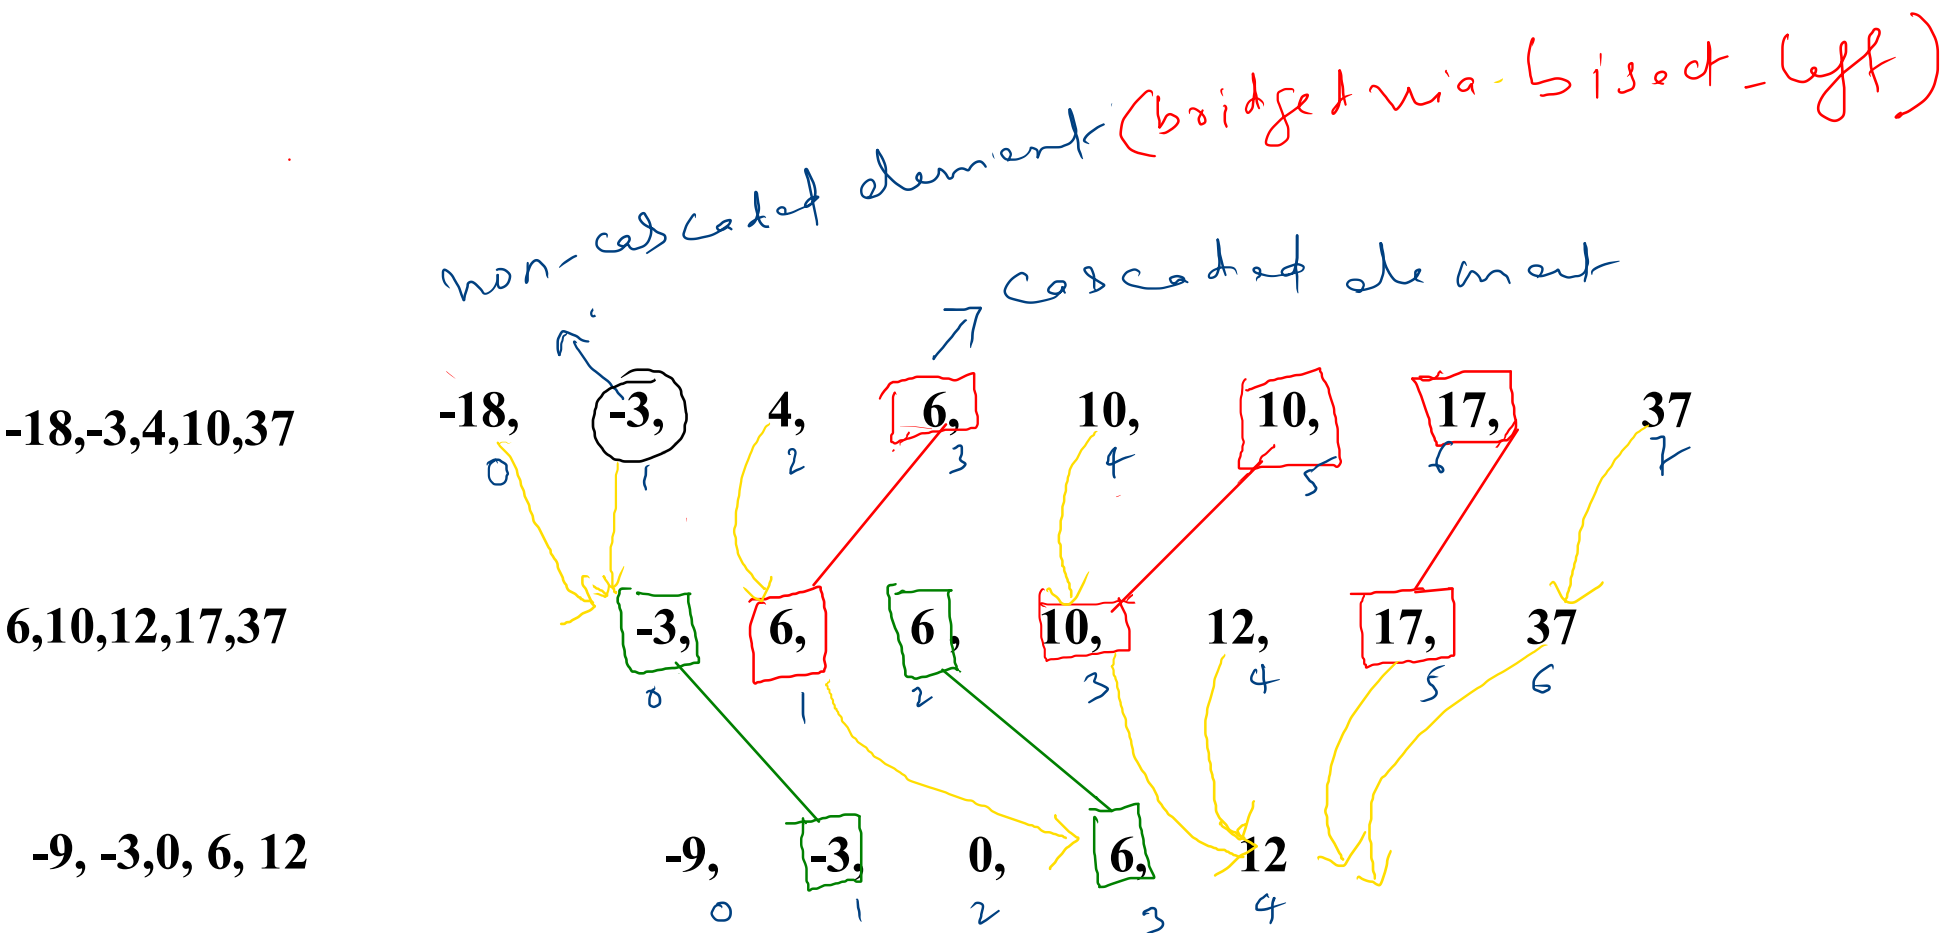 non-cascaded element (bridged via bisect_left)
cascaded element
-18,-3,4,10,37 -18, -3, 4, 6, 10, 10, 17, 37
0 1 2 3 4 5 6 7
6,10,12,17,37 -3, 6, 6, 10, 12, 17, 37
0 1 2 3 4 5 6
-9, -3,0, 6, 12 -9, -3, 0, 6, 12
0 1 2 3 4